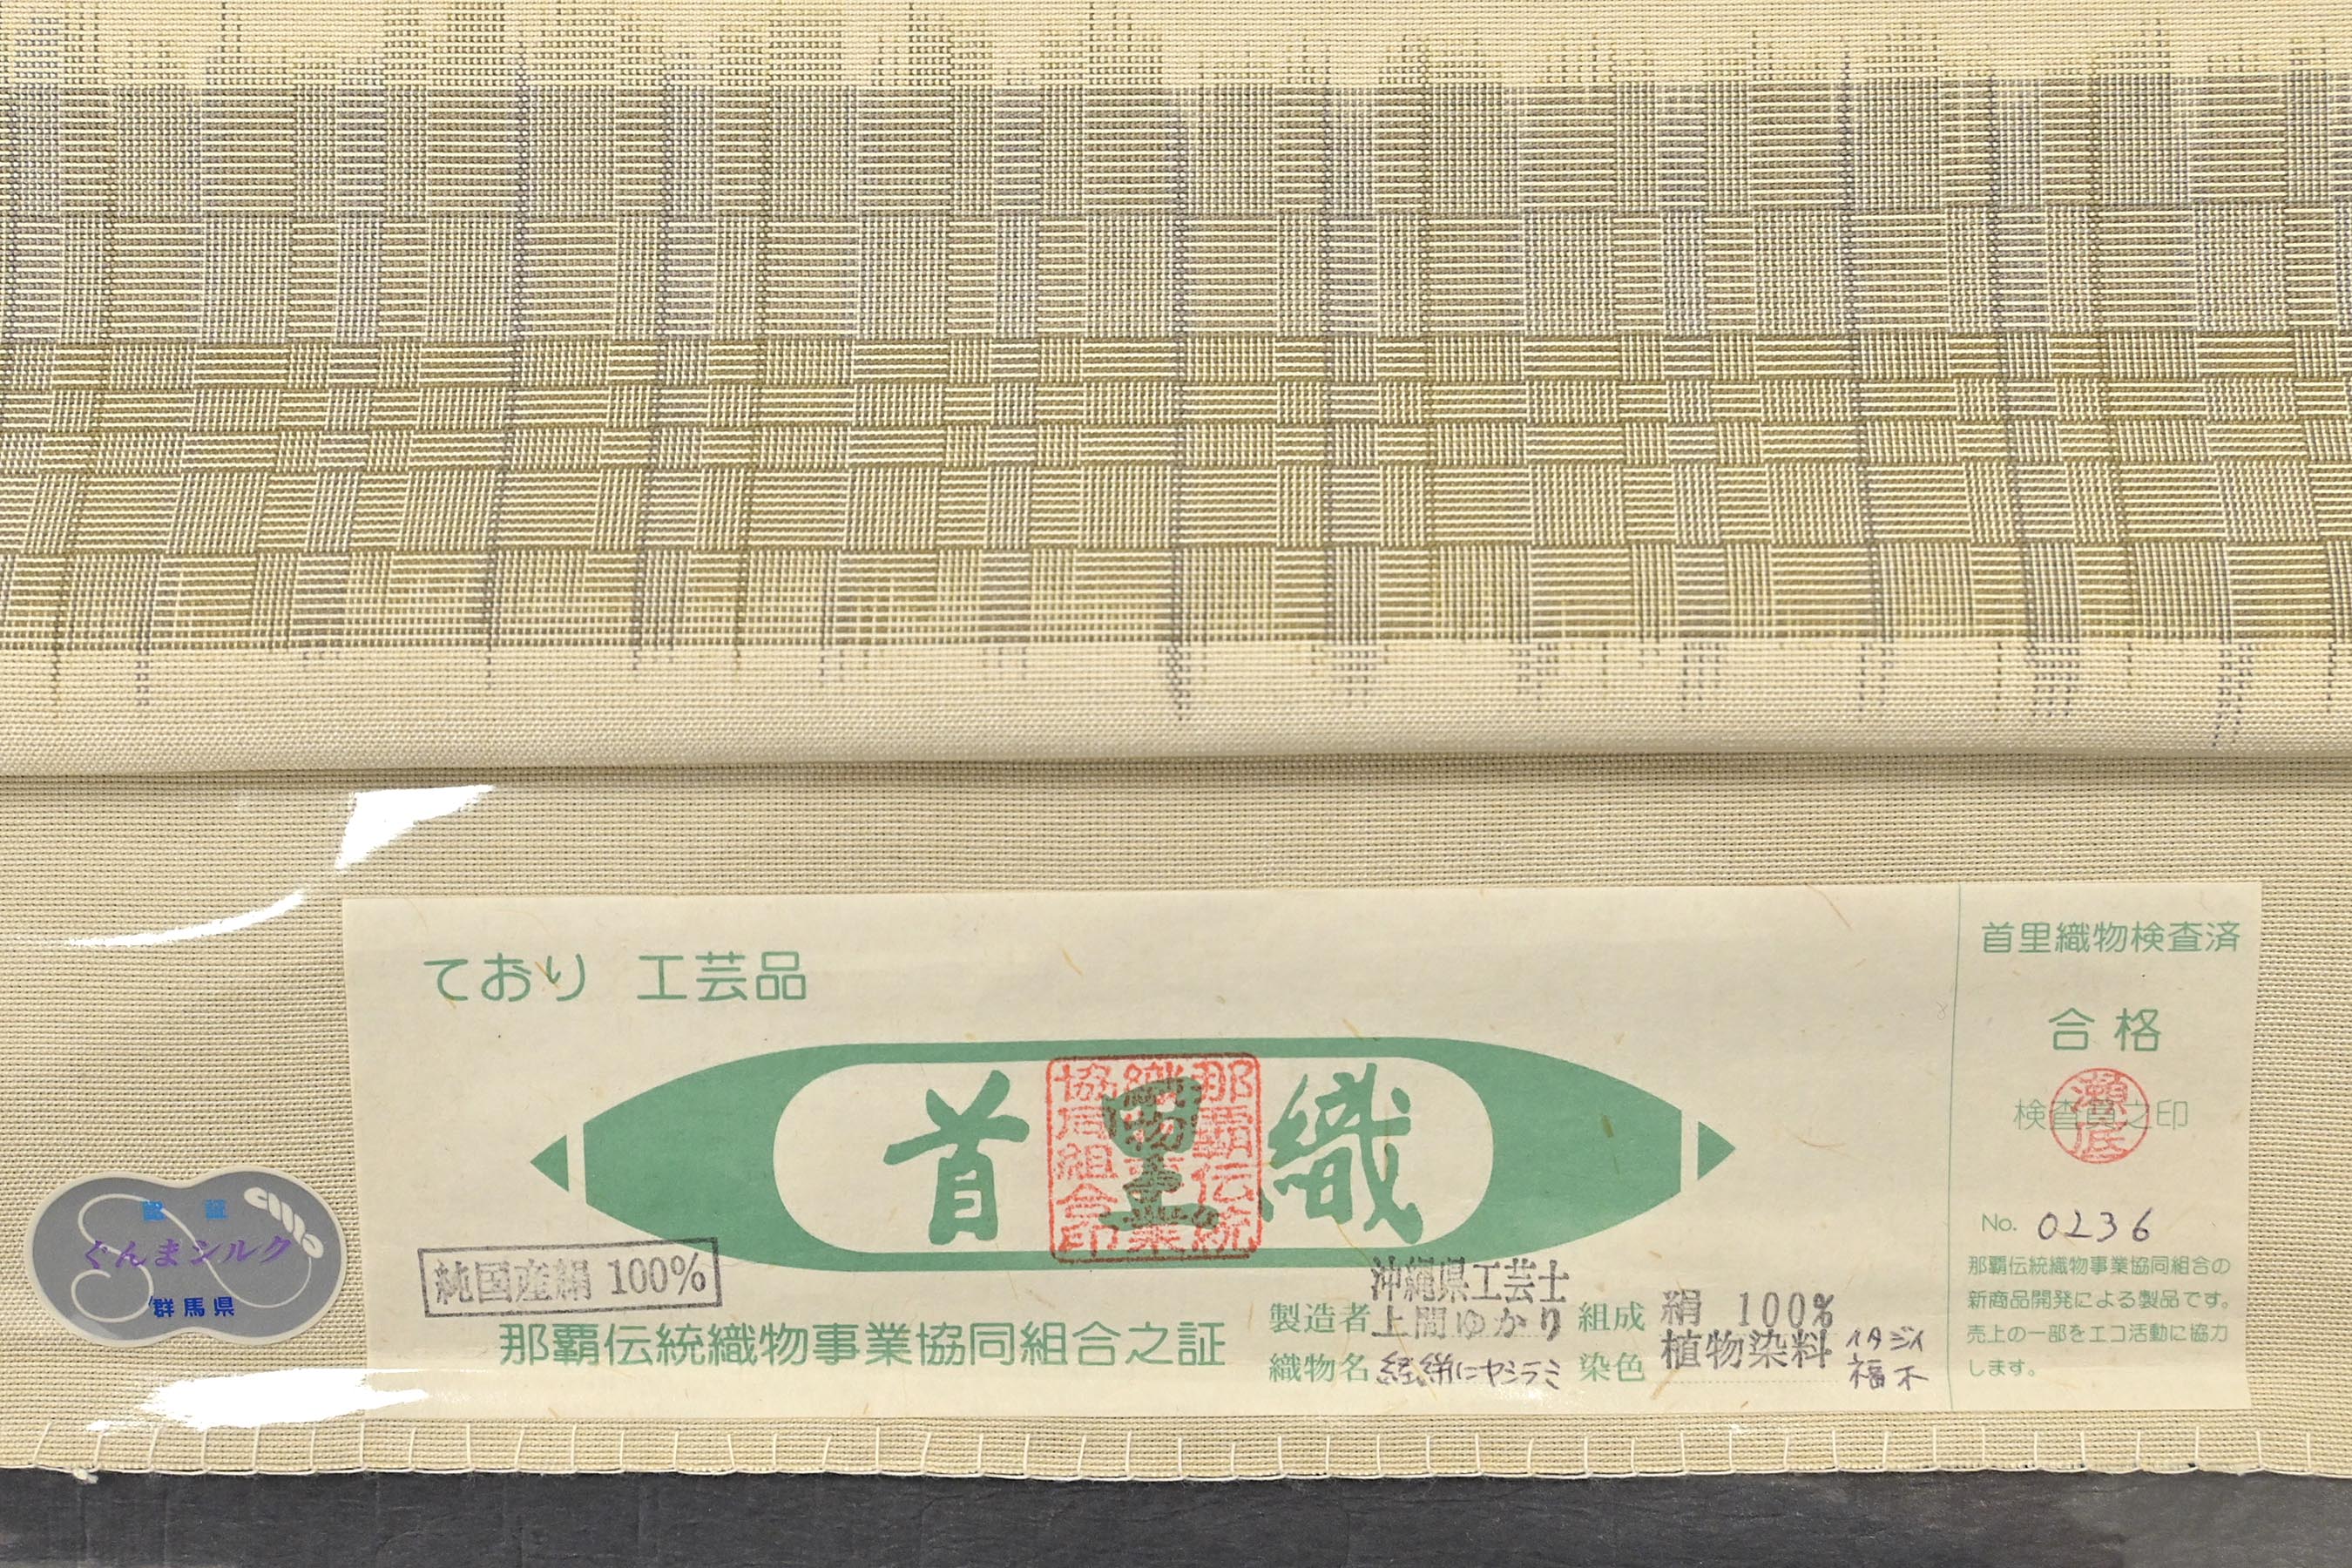 ており 工芸品
首里織
那覇伝統織物事業協同組合印
純国産絹 100%
那覇伝統織物事業協同組合之証
製造者 沖縄県工芸士 上間ゆかり
織物名 経絣ニヤシラミ
組成 絹 100%
染色 植物染料 イタジイ 福木
首里織物検査済
合格
検査員之印
瀬底
No. 0236
那覇伝統織物事業協同組合の
新商品開発による製品です。
売上の一部をエコ活動に協力
します。
認証
ぐんまシルク
群馬県